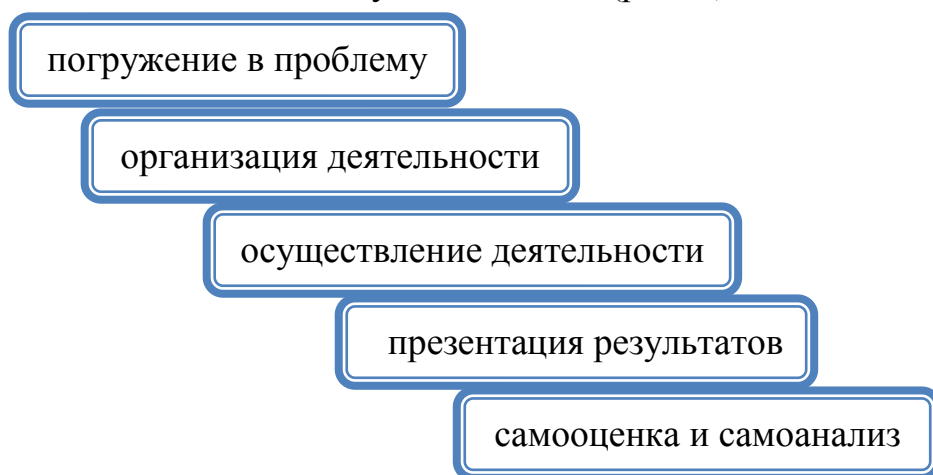 погружение в проблему
организация деятельности
осуществление деятельности
презентация результатов
самооценка и самоанализ